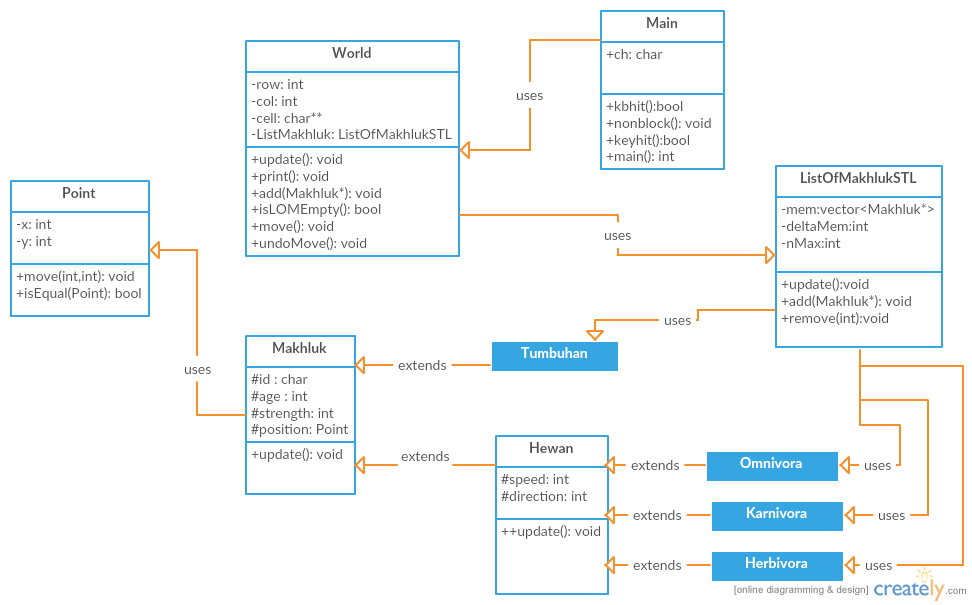 Main
+ch: char
+kbhit():bool
+nonblock(): void
+keyhit():bool
+main(): int
World
-row: int
-col: int
-cell: char**
-ListMakhluk: ListOfMakhlukSTL
+update(): void
+print(): void
+add(Makhluk*): void
+isLOMEmpty(): bool
+move(): void
+undoMove(): void
uses
Point
-x: int
-y: int
+move(int,int): void
+isEqual(Point): bool
ListOfMakhlukSTL
-mem:vector<Makhluk*>
-deltaMem:int
-nMax:int
+update():void
+add(Makhluk*): void
+remove(int):void
uses
uses
Tumbuhan
extends
uses
Makhluk
#id : char
#age : int
#strength: int
#position: Point
+update(): void
extends
Hewan
#speed: int
#direction: int
++update(): void
extends
Omnivora
uses
extends
Karnivora
uses
extends
Herbivora
uses
[online diagramming & design] creately.com